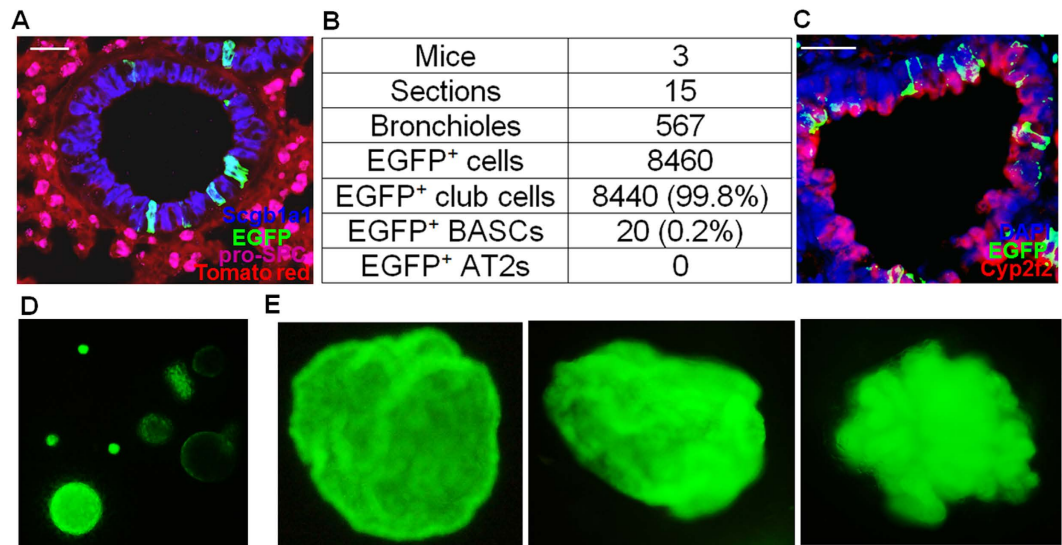 A
Scgb1a1
EGFP
pro-SPC
Tomato red
B
Mice 3
Sections 15
Bronchioles 567
EGFP+ cells 8460
EGFP+ club cells 8440 (99.8%)
EGFP+ BASCs 20 (0.2%)
EGFP+ AT2s 0
C
DAPI
EGFP
Cyp2f2
D
E